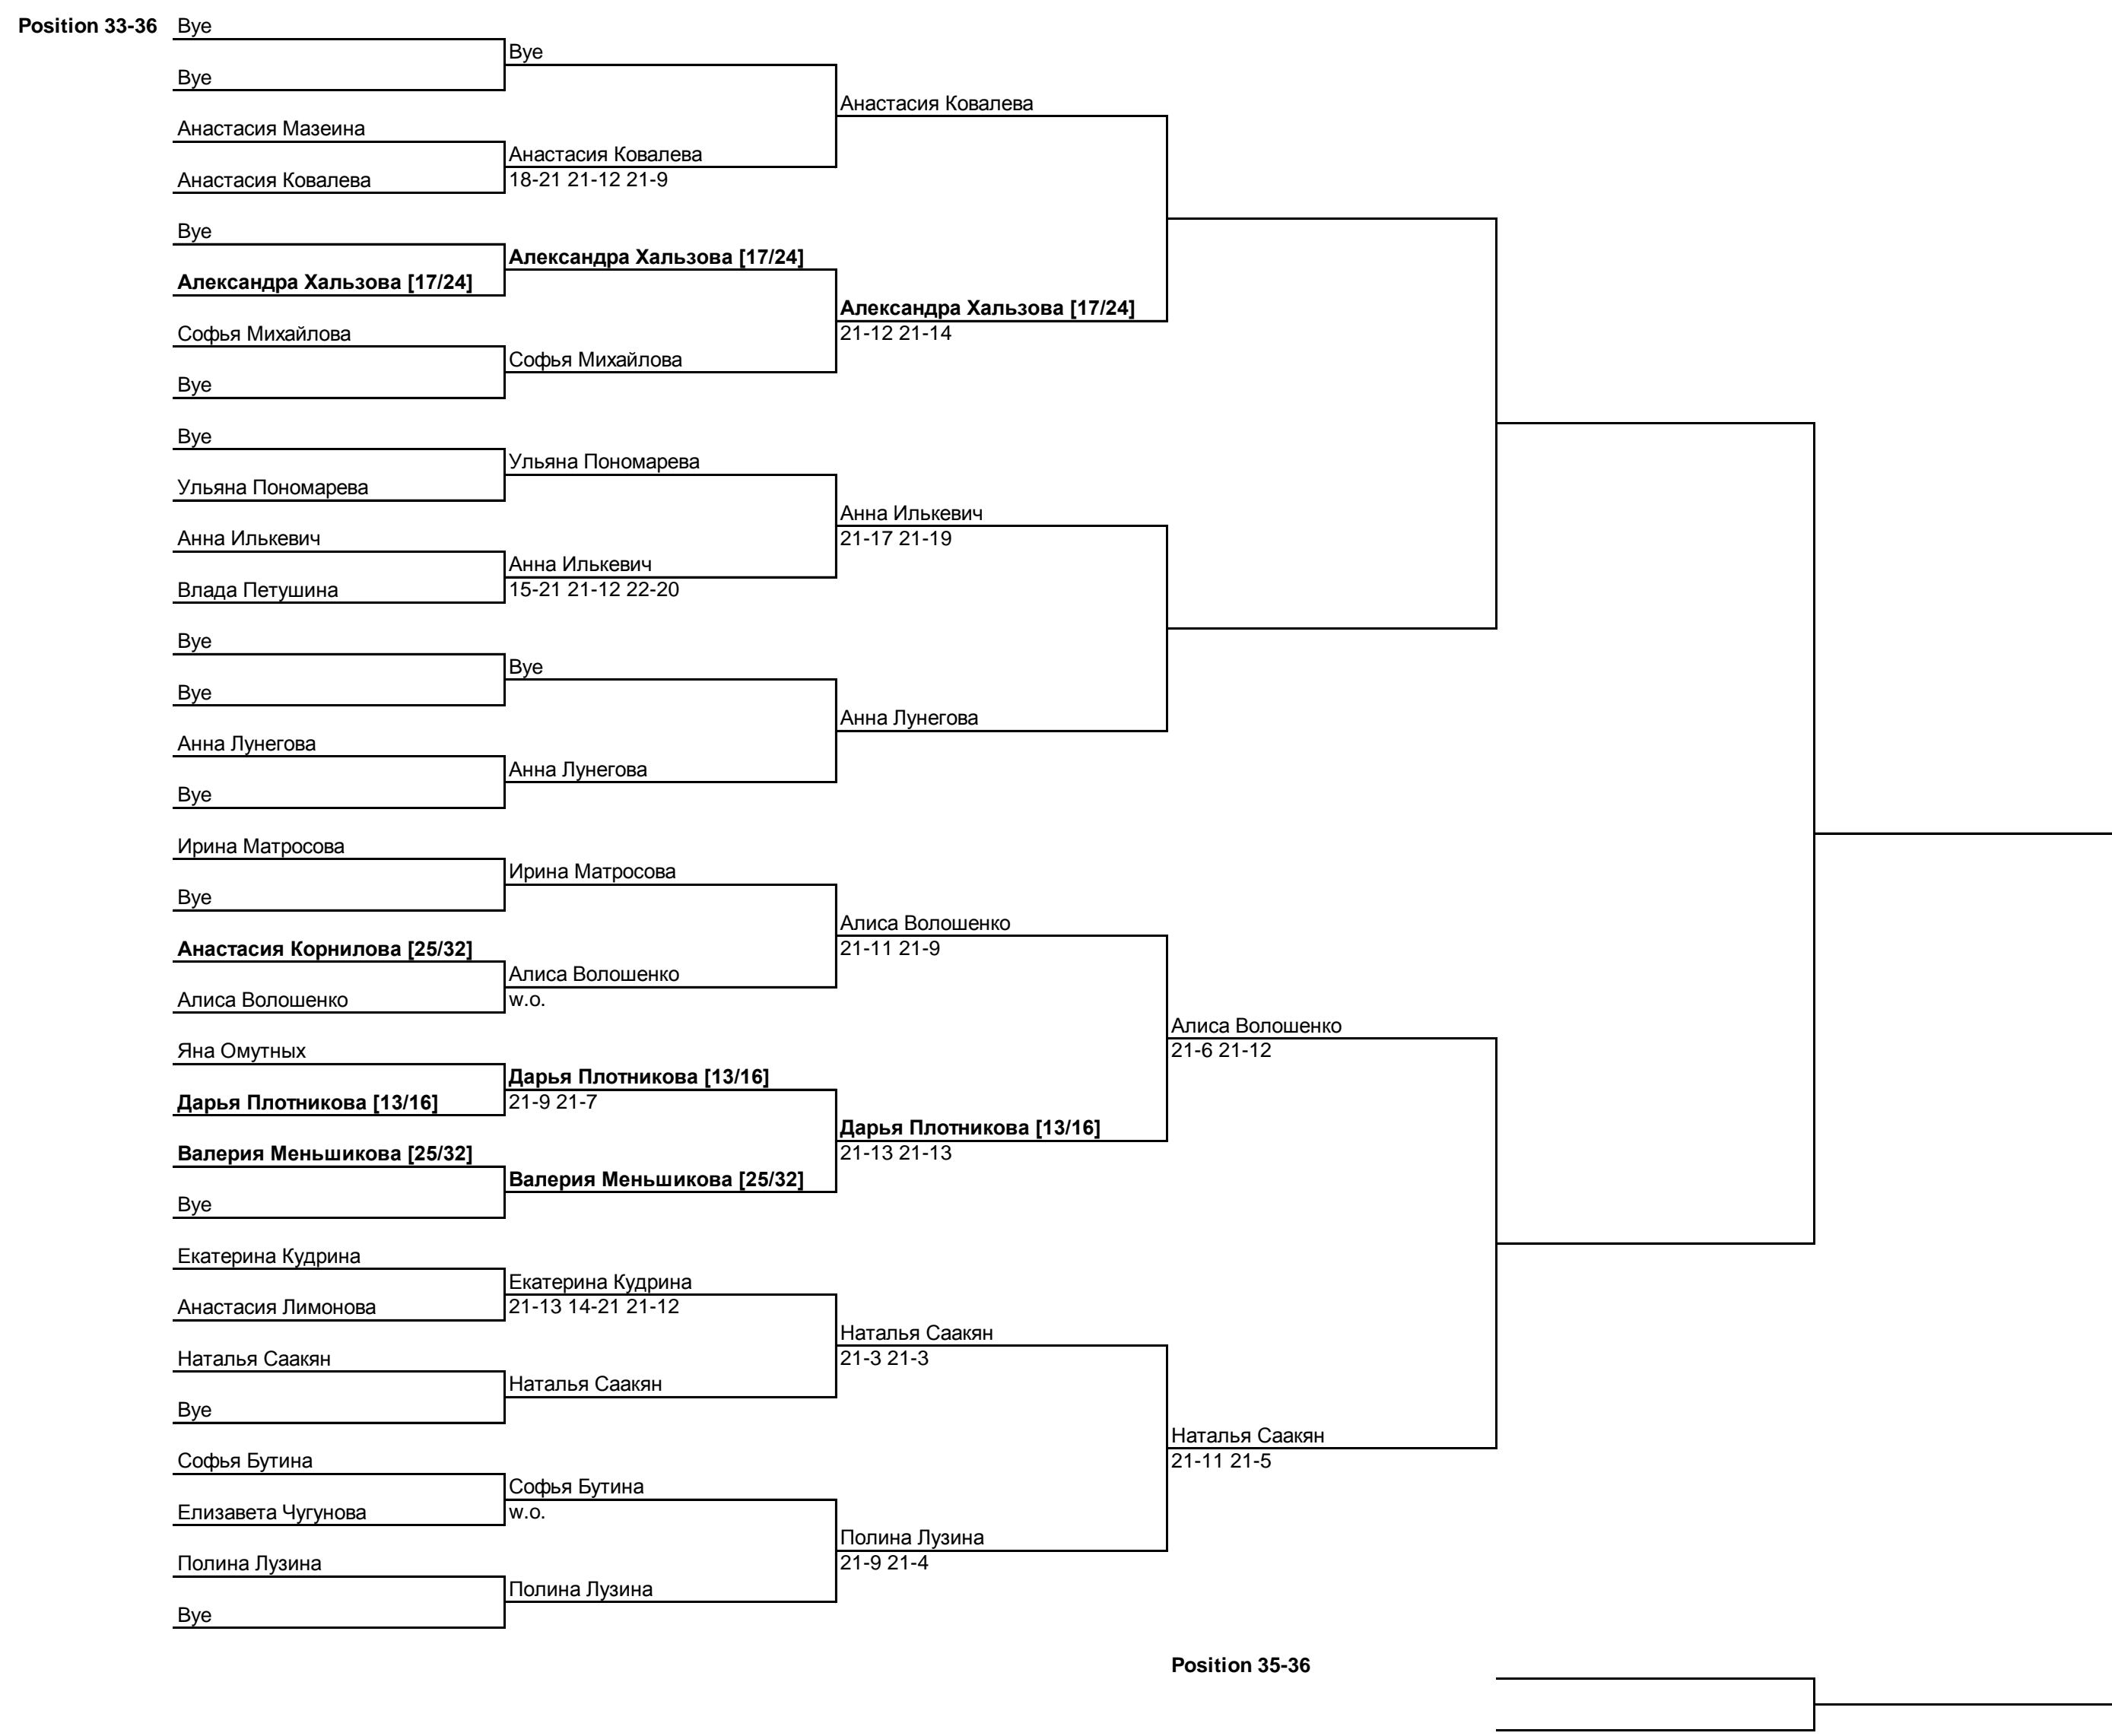 Position 33-36 Bye
Bye
Bye
Анастасия Ковалева
Анастасия Мазеина
Анастасия Ковалева
Анастасия Ковалева
18-21 21-12 21-9
Bye
Александра Хальзова [17/24]
Александра Хальзова [17/24]
Александра Хальзова [17/24]
21-12 21-14
Софья Михайлова
Софья Михайлова
Bye
Bye
Ульяна Пономарева
Ульяна Пономарева
Анна Илькевич
21-17 21-19
Анна Илькевич
Анна Илькевич
Влада Петушина
15-21 21-12 22-20
Bye
Bye
Bye
Анна Лунегова
Анна Лунегова
Анна Лунегова
Bye
Ирина Матросова
Ирина Матросова
Bye
Алиса Волошенко
21-11 21-9
Анастасия Корнилова [25/32]
Алиса Волошенко
Алиса Волошенко
w.o.
Алиса Волошенко
21-6 21-12
Яна Омутных
Дарья Плотникова [13/16]
Дарья Плотникова [13/16]
21-9 21-7
Дарья Плотникова [13/16]
21-13 21-13
Валерия Меньшикова [25/32]
Валерия Меньшикова [25/32]
Bye
Екатерина Кудрина
Екатерина Кудрина
Анастасия Лимонова
21-13 14-21 21-12
Наталья Саакян
21-3 21-3
Наталья Саакян
Наталья Саакян
Bye
Наталья Саакян
21-11 21-5
Софья Бутина
Софья Бутина
Елизавета Чугунова
w.o.
Полина Лузина
21-9 21-4
Полина Лузина
Полина Лузина
Bye
Position 35-36